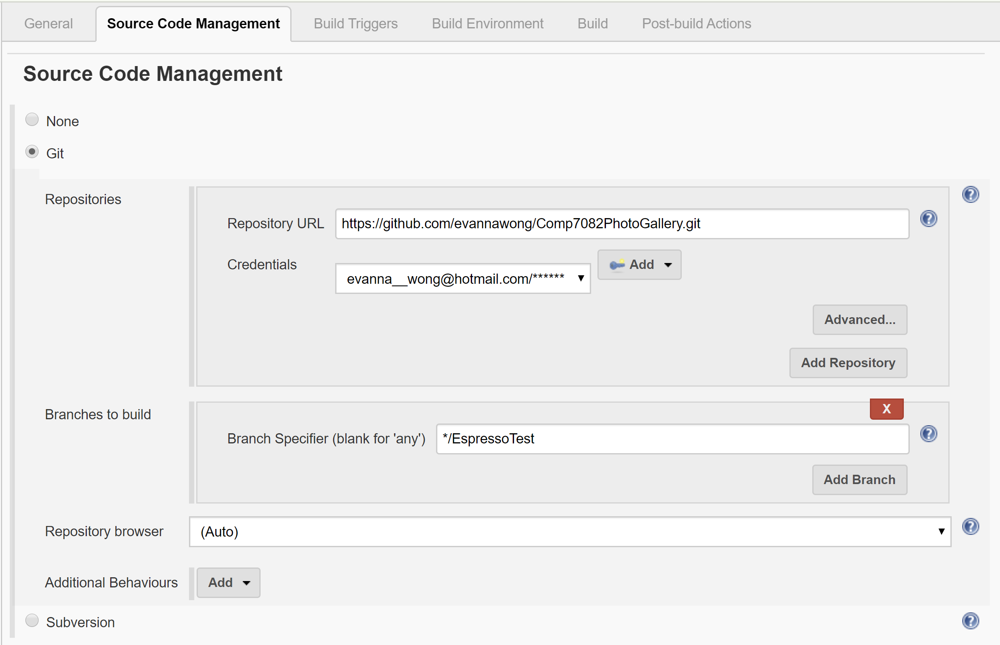 General Source Code Management Build Triggers Build Environment Build Post-build Actions
Source Code Management
None
Git
Repositories
Repository URL https://github.com/evannawong/Comp7082PhotoGallery.git
Credentials evanna__wong@hotmail.com/****** Add
Advanced...
Add Repository
Branches to build
X
Branch Specifier (blank for 'any') */EspressoTest
Add Branch
Repository browser (Auto)
Additional Behaviours Add
Subversion